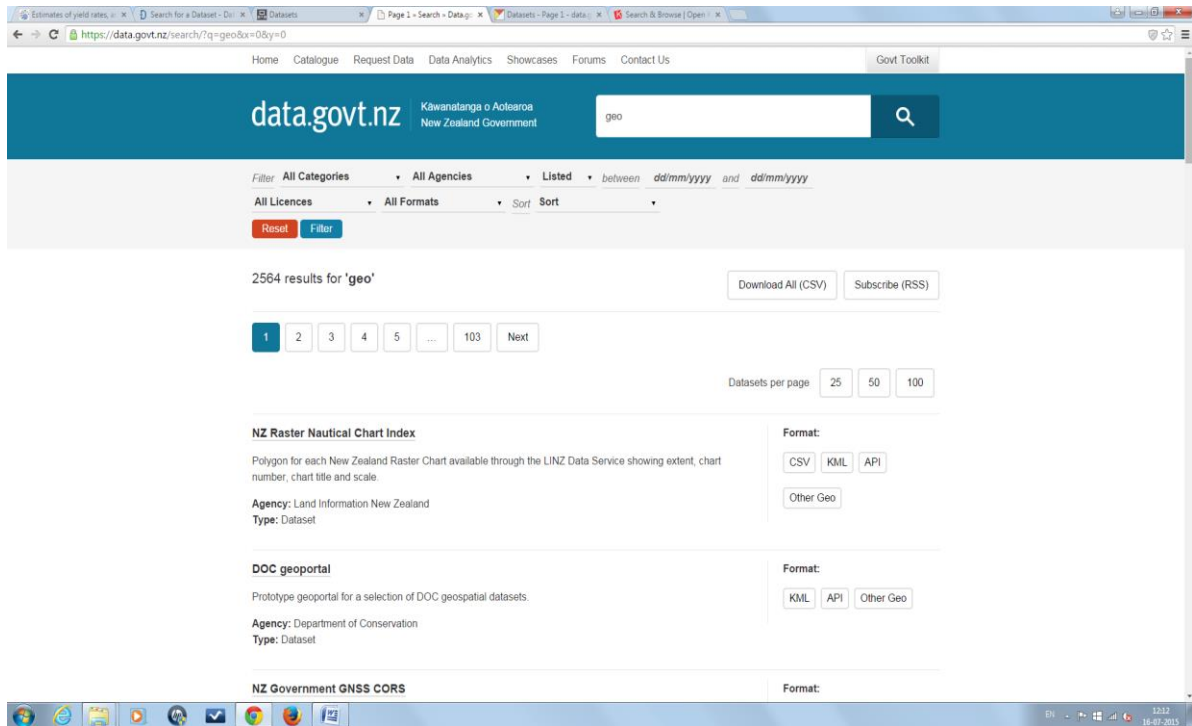 Estimates of yield rates, a
Search for a Dataset - Dat
Datasets
Page 1 » Search » Data.go
Datasets - Page 1 - data.g
Search & Browse | Open
https://data.govt.nz/search/?q=geo&x=0&y=0
Home Catalogue Request Data Data Analytics Showcases Forums Contact Us Govt Toolkit
data.govt.nz
Kāwanatanga o Aotearoa
New Zealand Government
geo
Filter All Categories All Agencies Listed between dd/mm/yyyy and dd/mm/yyyy
All Licences All Formats Sort Sort
Reset Filter
2564 results for 'geo'
Download All (CSV) Subscribe (RSS)
1 2 3 4 5 ... 103 Next
Datasets per page 25 50 100
NZ Raster Nautical Chart Index
Polygon for each New Zealand Raster Chart available through the LINZ Data Service showing extent, chart
number, chart title and scale.
Agency: Land Information New Zealand
Type: Dataset
Format:
CSV KML API
Other Geo
DOC geoportal
Prototype geoportal for a selection of DOC geospatial datasets.
Agency: Department of Conservation
Type: Dataset
Format:
KML API Other Geo
NZ Government GNSS CORS
Format:
EN
12:12
16-07-2015